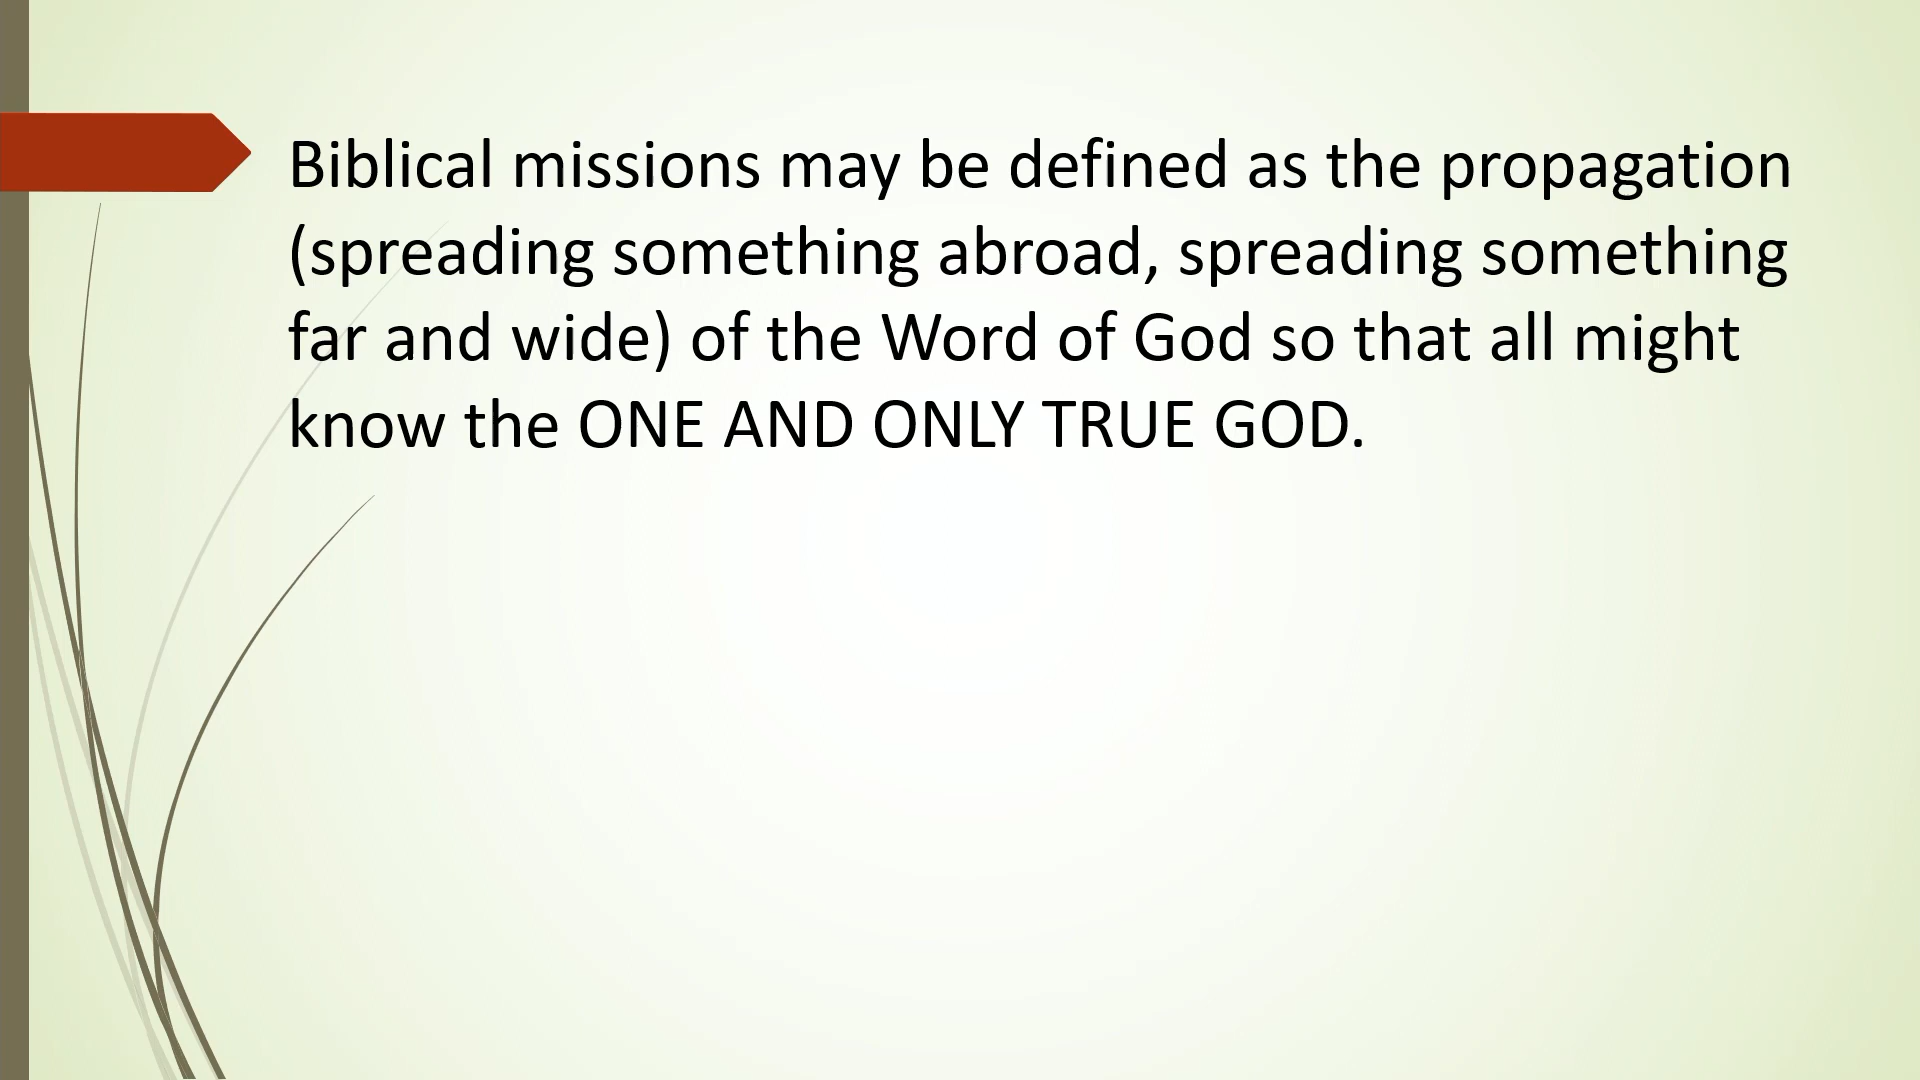 Biblical missions may be defined as the propagation
(spreading something abroad, spreading something
far and wide) of the Word of God so that all might
know the ONE AND ONLY TRUE GOD.